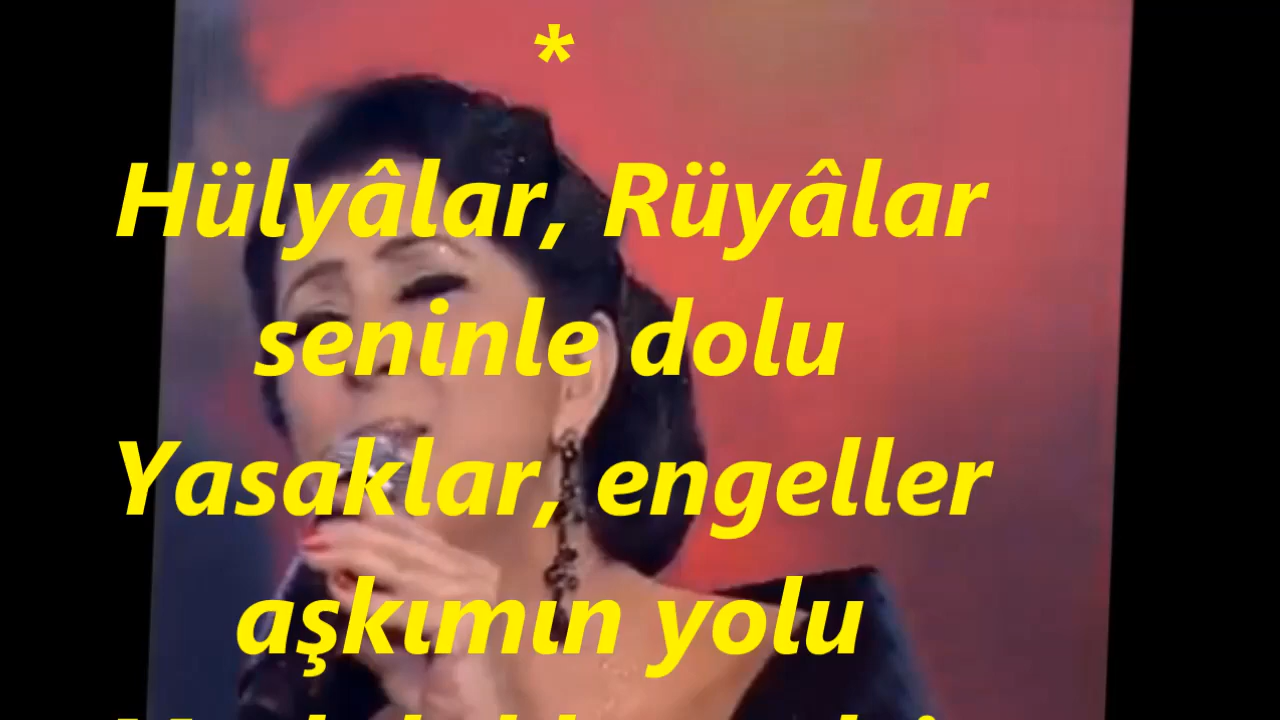 *
Hülyâlar, Rüyâlar
seninle dolu
Yasaklar, engeller
aşkımın yolu